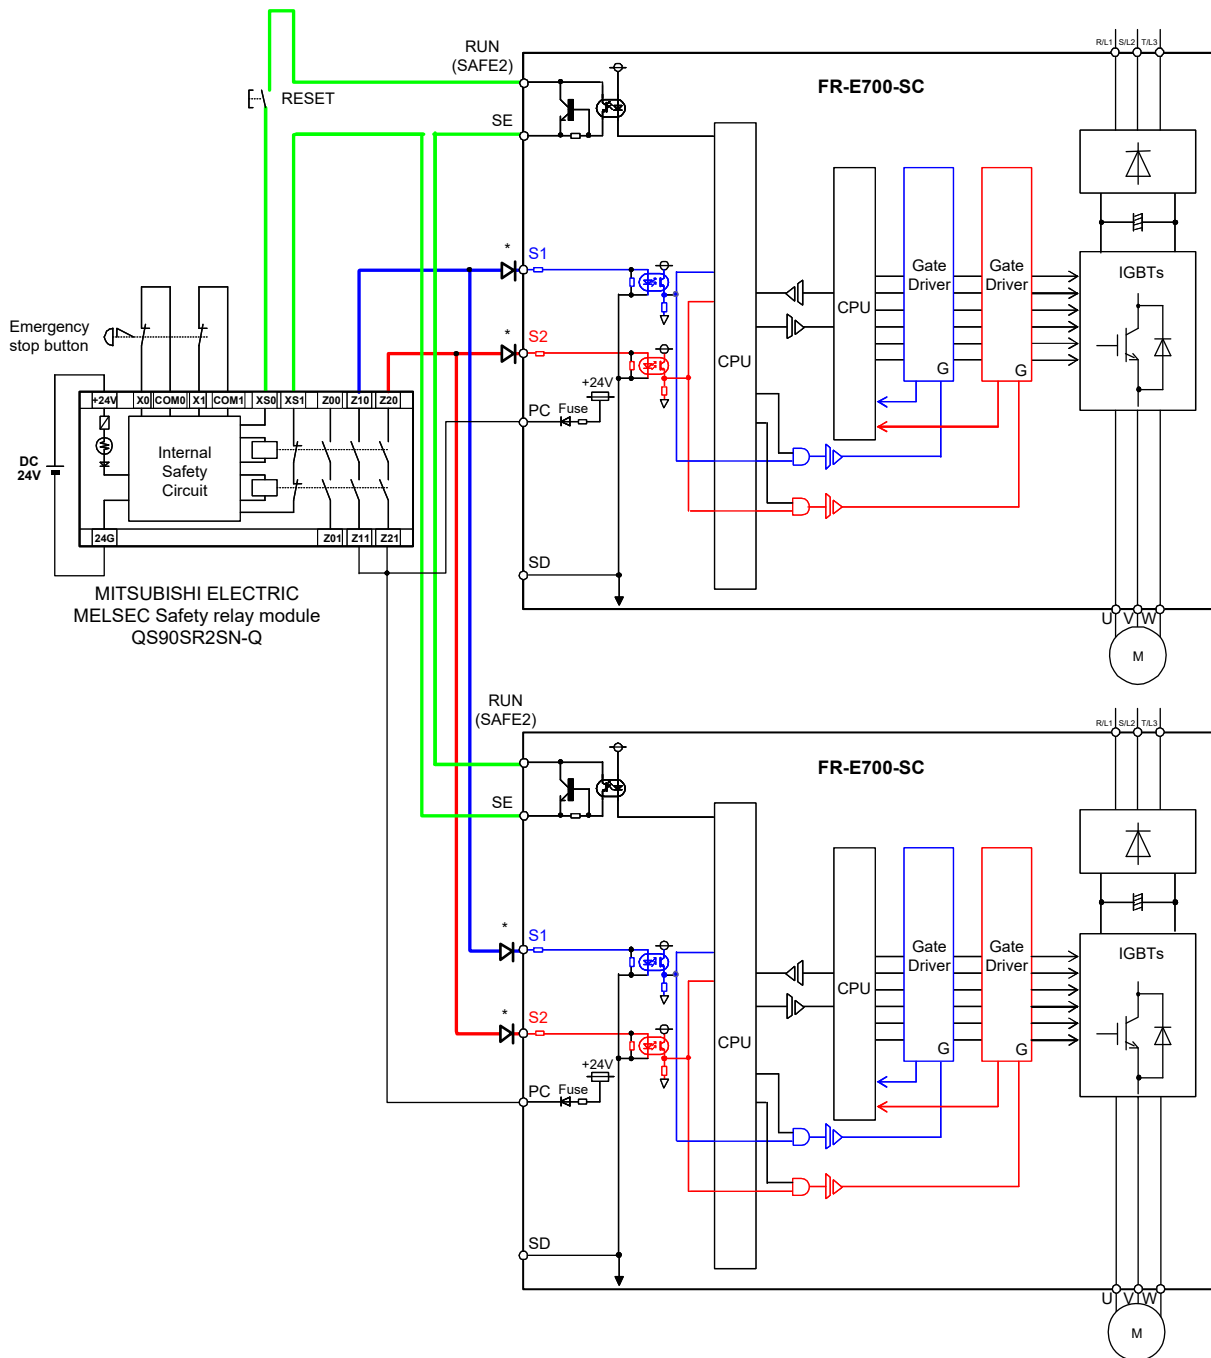 RUN
(SAFE2)
R/L1 S/L2 T/L3
FR-E700-SC
RESET
SE
*
S1
Gate
Driver
Gate
Driver
IGBTs
CPU
Emergency
stop button
*
S2
CPU
G
G
+24V
PC Fuse
+24V X0 COM0 X1 COM1 XS0 XS1 Z00 Z10 Z20
DC
24V
Internal
Safety
Circuit
24G Z01 Z11 Z21
SD
MITSUBISHI ELECTRIC
MELSEC Safety relay module
QS90SR2SN-Q
U V W
M
RUN
(SAFE2)
R/L1 S/L2 T/L3
FR-E700-SC
SE
*
S1
Gate
Driver
Gate
Driver
IGBTs
CPU
*
S2
CPU
G
G
+24V
PC Fuse
SD
U V W
M